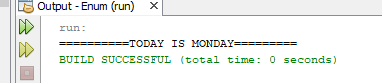 Output - Enum (run)
run:
==========TODAY IS MONDAY=========
BUILD SUCCESSFUL (total time: 0 seconds)